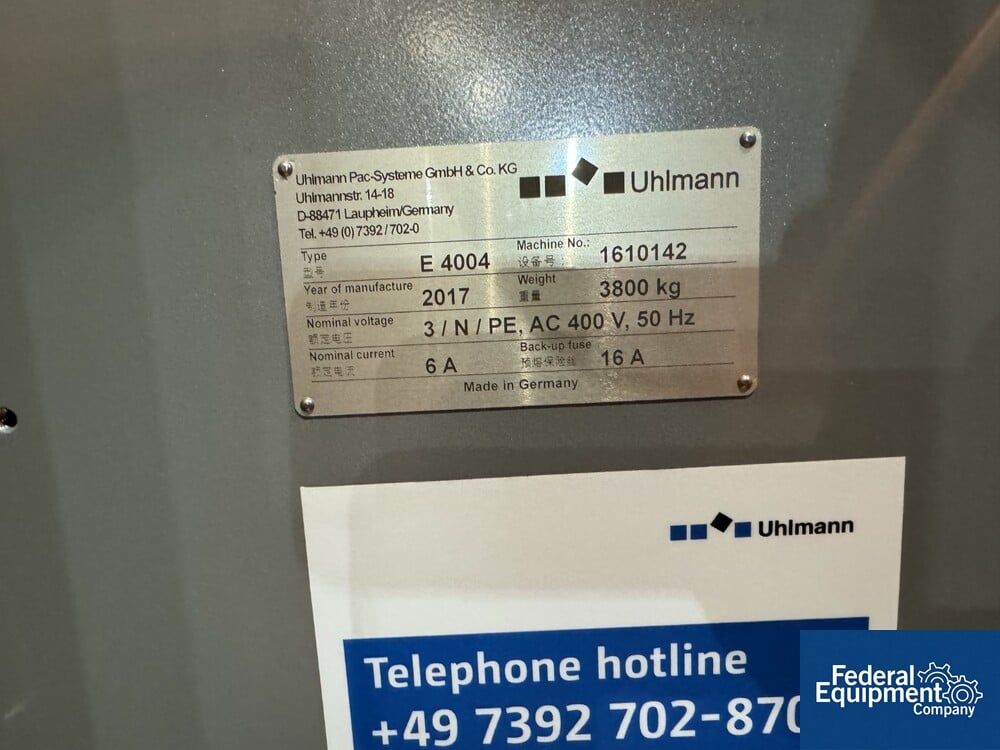 Uhlmann Pac-Systeme GmbH & Co. KG
Uhlmannstr. 14-18
D-88471 Laupheim/Germany
Tel. +49 (0) 7392 / 702-0
Uhlmann
Type E 4004 Machine No.: 1610142
型号 设备号:
Year of manufacture 2017 Weight 3800 kg
制造年份 重量
Nominal voltage 3 / N / PE, AC 400 V, 50 Hz
额定电压
Nominal current 6 A Back-up fuse 16 A
额定电流 预熔保险丝
Made in Germany
Uhlmann
Telephone hotline
+49 7392 702-870
Federal
Equipment
Company